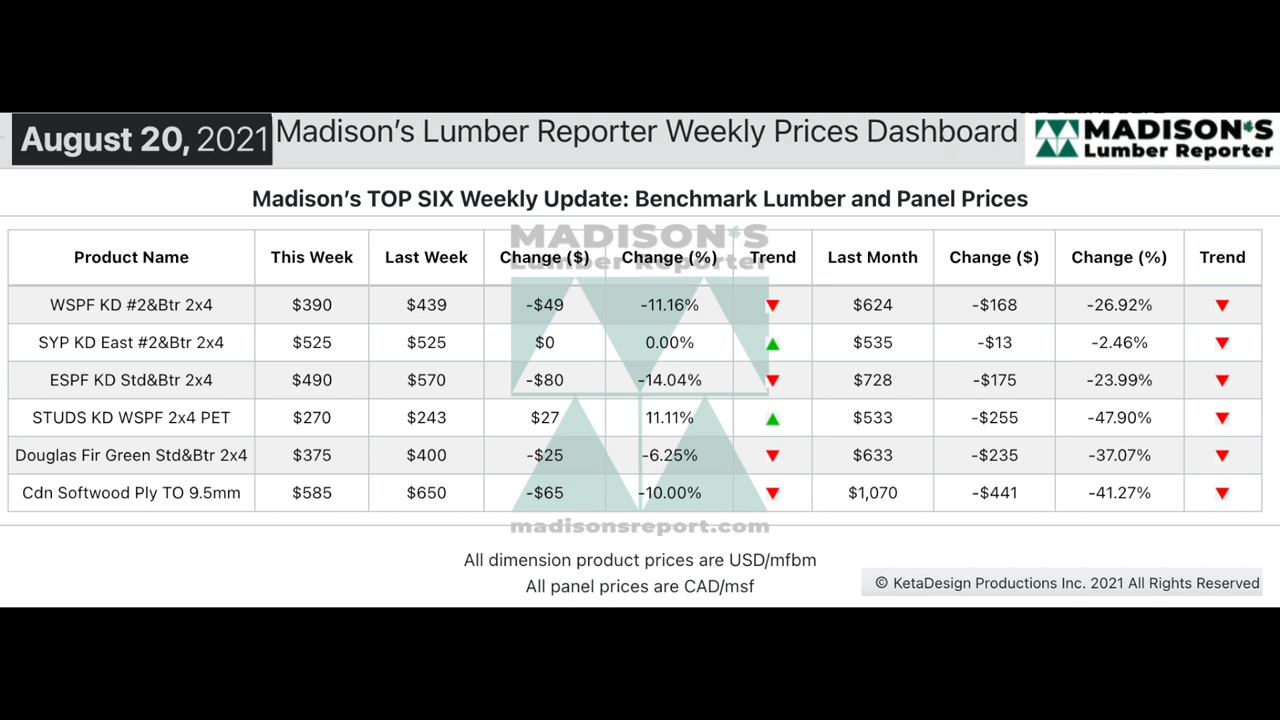 August 20, 2021 Madison's Lumber Reporter Weekly Prices Dashboard MADISON'S
Lumber Reporter
Madison's TOP SIX Weekly Update: Benchmark Lumber and Panel Prices
MADISON'S
Lumber Reporter
Product Name This Week Last Week Change ($) Change (%) Trend Last Month Change ($) Change (%) Trend
WSPF KD #2&Btr 2x4 $390 $439 -$49 -11.16% ▼ $624 -$168 -26.92% ▼
SYP KD East #2&Btr 2x4 $525 $525 $0 0.00% ▲ $535 -$13 -2.46% ▼
ESPF KD Std&Btr 2x4 $490 $570 -$80 -14.04% ▼ $728 -$175 -23.99% ▼
STUDS KD WSPF 2x4 PET $270 $243 $27 11.11% ▲ $533 -$255 -47.90% ▼
Douglas Fir Green Std&Btr 2x4 $375 $400 -$25 -6.25% ▼ $633 -$235 -37.07% ▼
Cdn Softwood Ply TO 9.5mm $585 $650 -$65 -10.00% ▼ $1,070 -$441 -41.27% ▼
madisonsreport.com
All dimension product prices are USD/mfbm
All panel prices are CAD/msf
© KetaDesign Productions Inc. 2021 All Rights Reserved